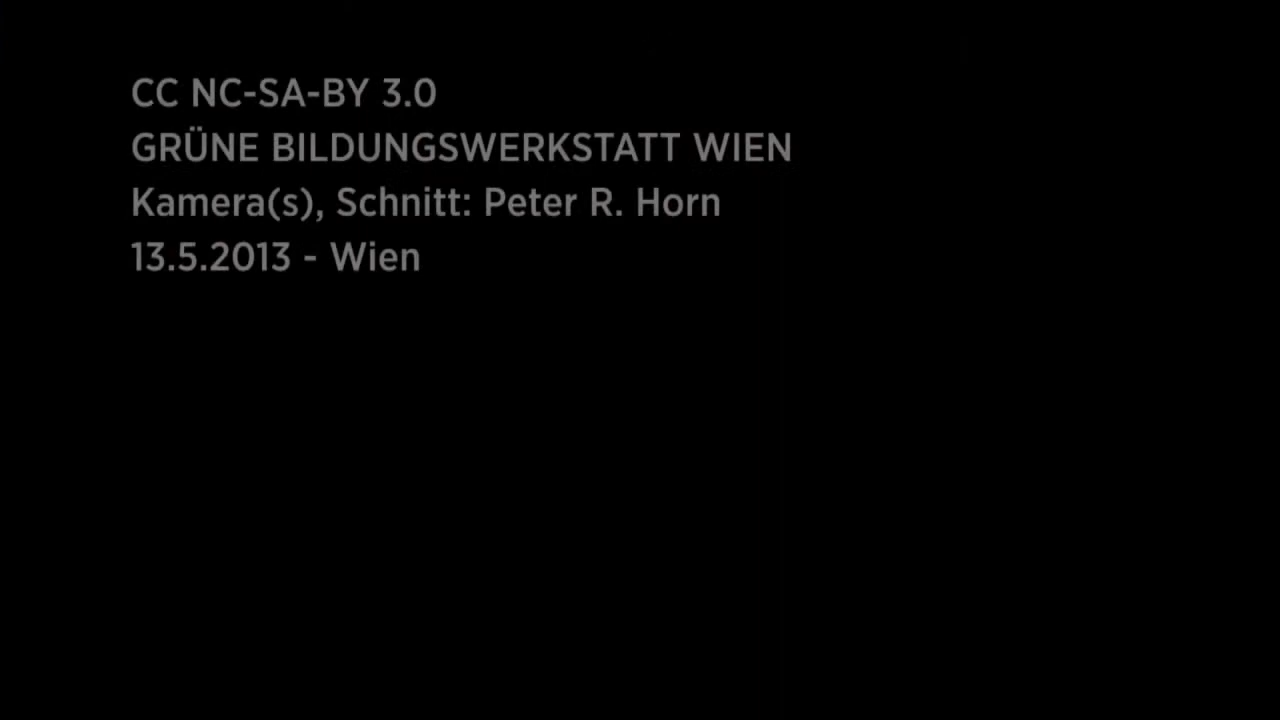 CC NC-SA-BY 3.0
GRÜNE BILDUNGSWERKSTATT WIEN
Kamera(s), Schnitt: Peter R. Horn
13.5.2013 - Wien